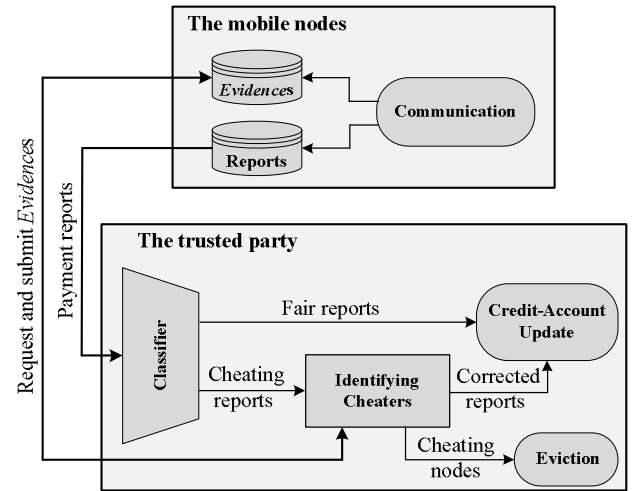 The mobile nodes
Evidences
Communication
Reports
Request and submit Evidences
Payment reports
The trusted party
Classifier
Fair reports
Credit-Account
Update
Cheating
reports
Identifying
Cheaters
Corrected
reports
Cheating
nodes
Eviction